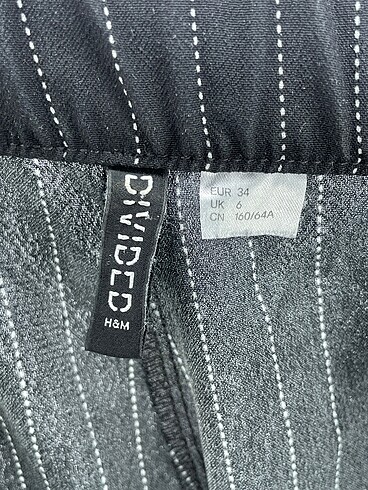 DIVIDED
H&M
EUR 34
UK 6
CN 160/64A